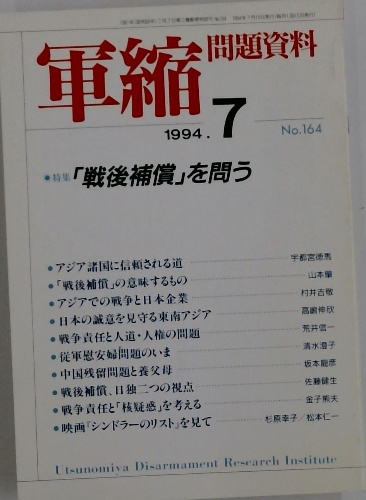 軍縮問題資料
1994.7
No.164
●特集「戦後補償」を問う
●アジア諸国に信頼される道 宇都宮徳馬
●「戦後補償」の意味するもの 山本肇
●アジアでの戦争と日本企業 村井吉敬
●日本の誠意を見守る東南アジア 高嶋伸欣
●戦争責任と人道・人権の問題 荒井信一
●従軍慰安婦問題のいま 清水澄子
●中国残留問題と養父母 坂本龍彦
●戦後補償、日独二つの視点 佐藤健生
●戦争責任と「核疑惑」を考える 金子熊夫
●映画『シンドラーのリスト』を見て 杉原幸子／松本仁一
Utsunomiya Disarmament Research Institute